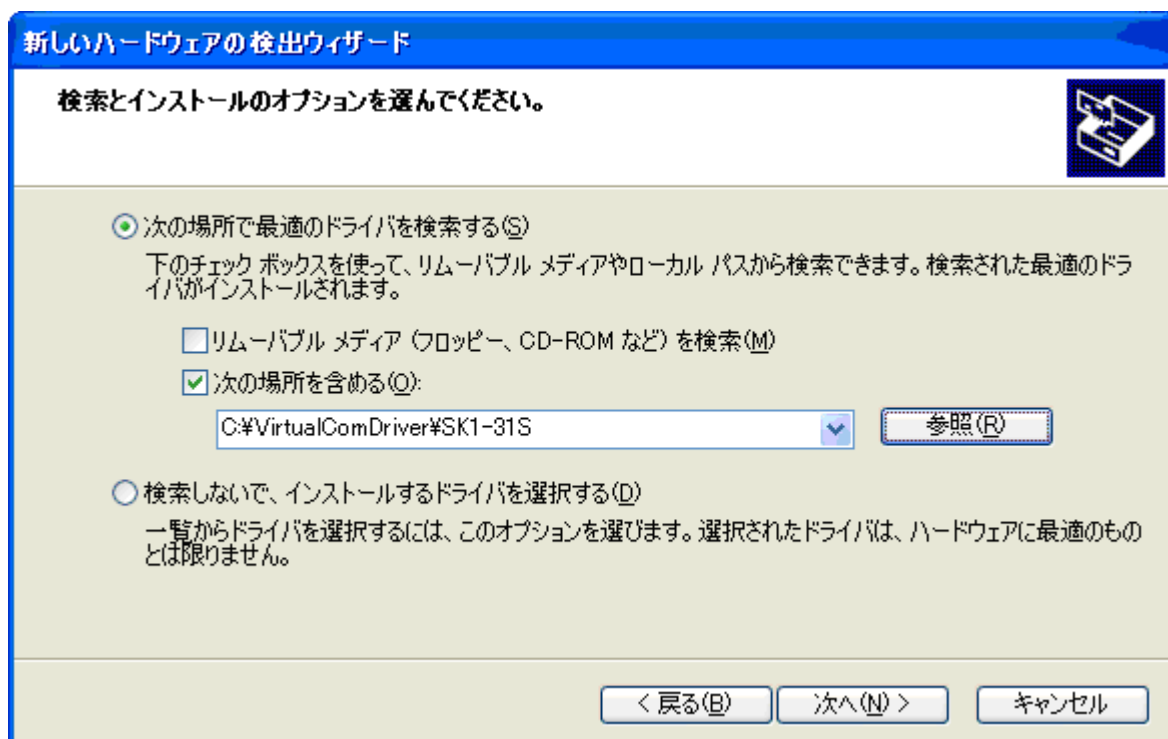 新しいハードウェアの検出ウィザード
検索とインストールのオプションを選んでください。
次の場所で最適のドライバを検索する(S)
下のチェック ボックスを使って、リムーバブル メディアやローカル パスから検索できます。検索された最適のドラ
イバがインストールされます。
リムーバブル メディア (フロッピー、CD-ROM など) を検索(M)
次の場所を含める(O):
C:¥VirtualComDriver¥SK1-31S
参照(R)
検索しないで、インストールするドライバを選択する(D)
一覧からドライバを選択するには、このオプションを選びます。選択されたドライバは、ハードウェアに最適のもの
とは限りません。
< 戻る(B)
次へ(N) >
キャンセル